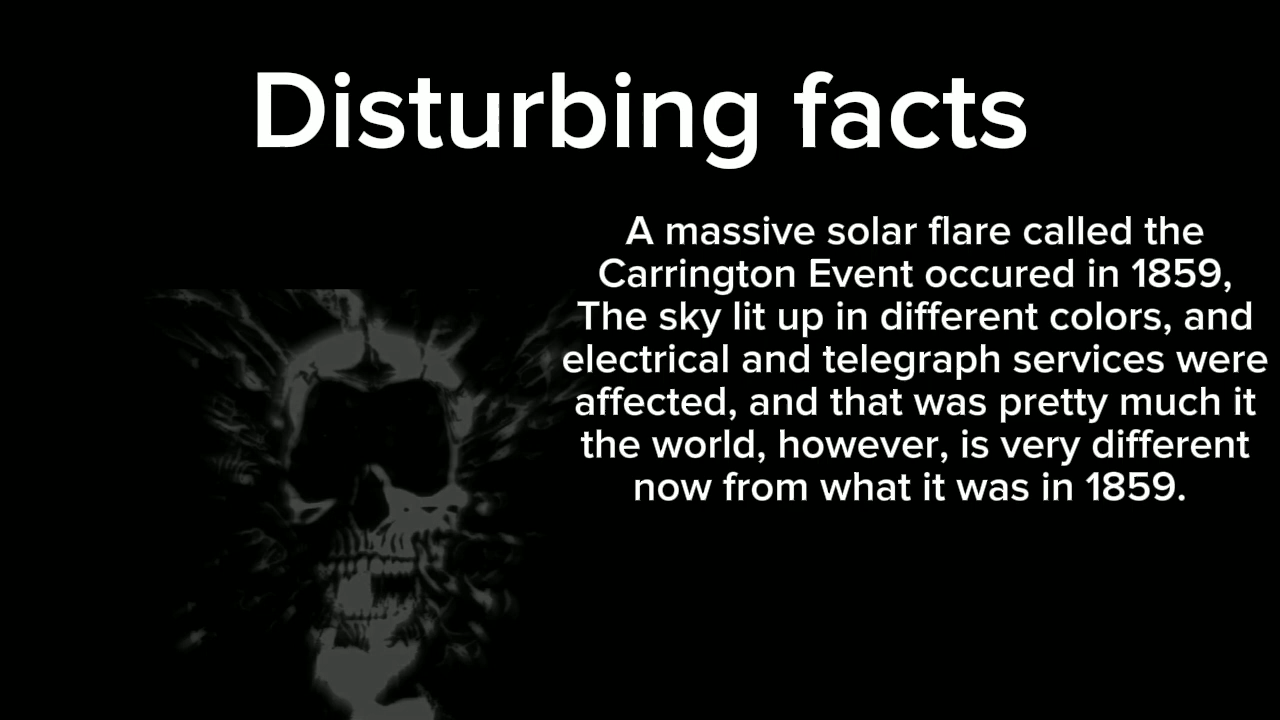 Disturbing facts
A massive solar flare called the
Carrington Event occured in 1859,
The sky lit up in different colors, and
electrical and telegraph services were
affected, and that was pretty much it
the world, however, is very different
now from what it was in 1859.